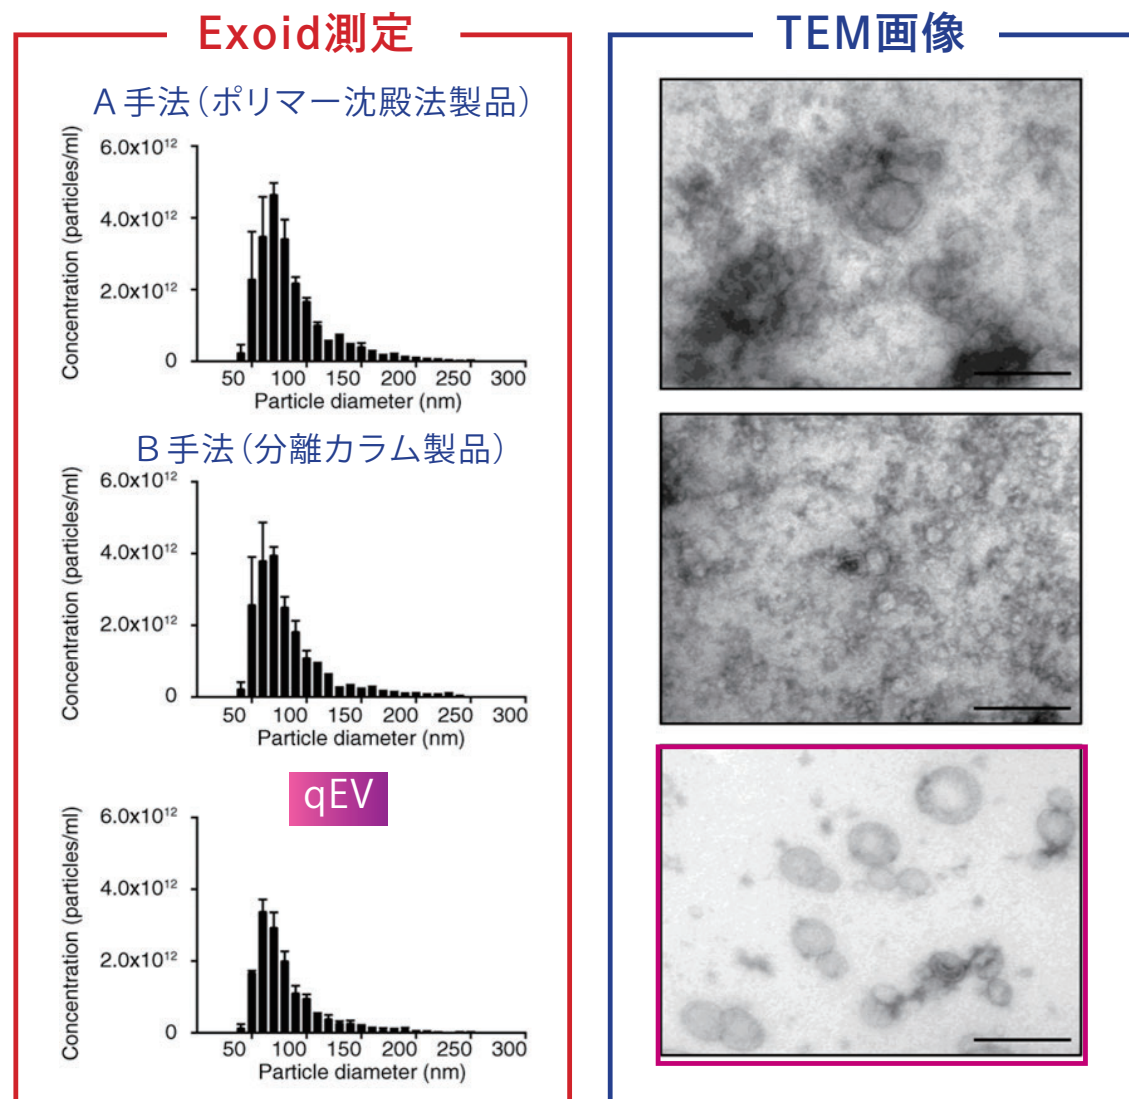 Exoid測定
A手法（ポリマー沈殿法製品）
Concentration (particles/ml)
6.0x10¹²
4.0x10¹²
2.0x10¹²
0
50 100 150 200 250 300
Particle diameter (nm)
B手法（分離カラム製品）
Concentration (particles/ml)
6.0x10¹²
4.0x10¹²
2.0x10¹²
0
50 100 150 200 250 300
Particle diameter (nm)
qEV
Concentration (particles/ml)
6.0x10¹²
4.0x10¹²
2.0x10¹²
0
50 100 150 200 250 300
Particle diameter (nm)
TEM画像